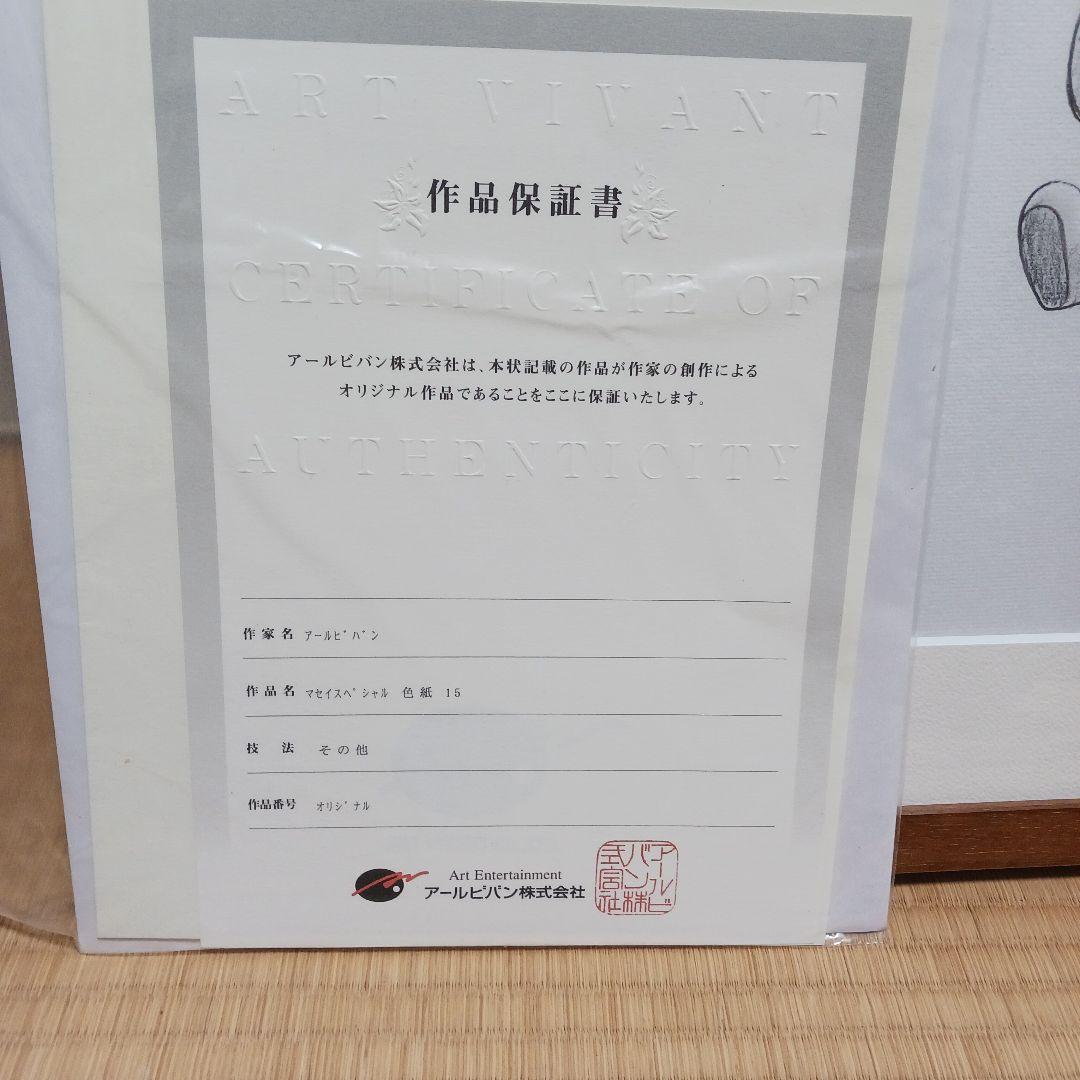 ART VIVANT
作品保証書
CERTIFICATE OF
アールビバン株式会社は、本状記載の作品が作家の創作による
オリジナル作品であることをここに保証いたします。
AUTHENTICITY
作家名 アールビバン
作品名 マセイスペシャル 色紙 15
技 法 その他
作品番号 オリジナル
Art Entertainment
アールビバン株式会社
アールビバン株式会社